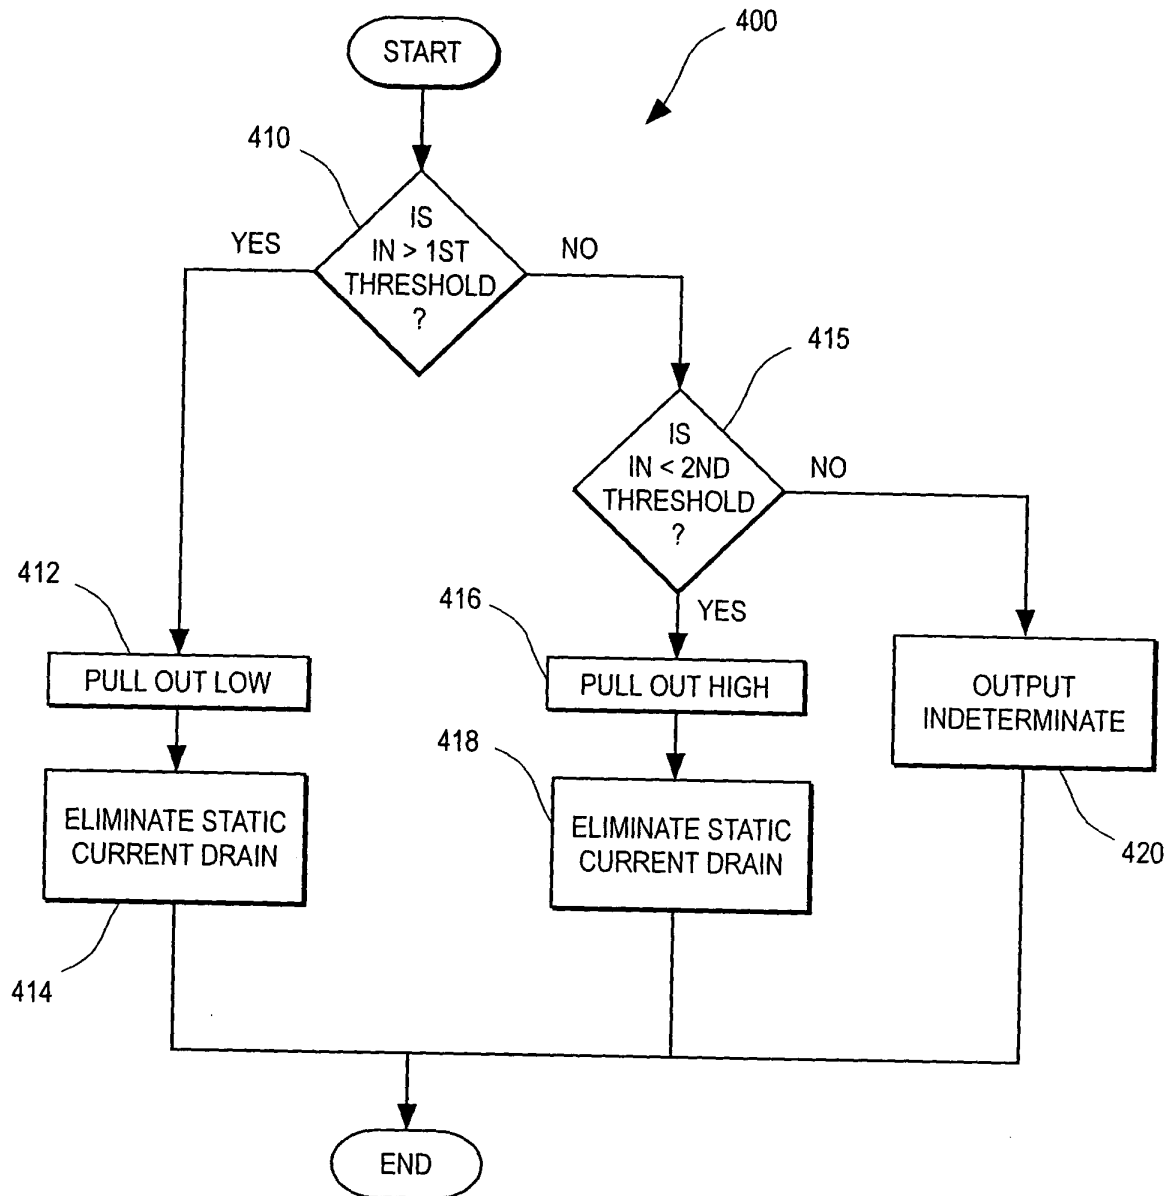 START
400
410
IS
IN > 1ST
THRESHOLD
?
YES
NO
415
IS
IN < 2ND
THRESHOLD
?
NO
YES
412
PULL OUT LOW
416
PULL OUT HIGH
OUTPUT
INDETERMINATE
418
ELIMINATE STATIC
CURRENT DRAIN
ELIMINATE STATIC
CURRENT DRAIN
420
414
END